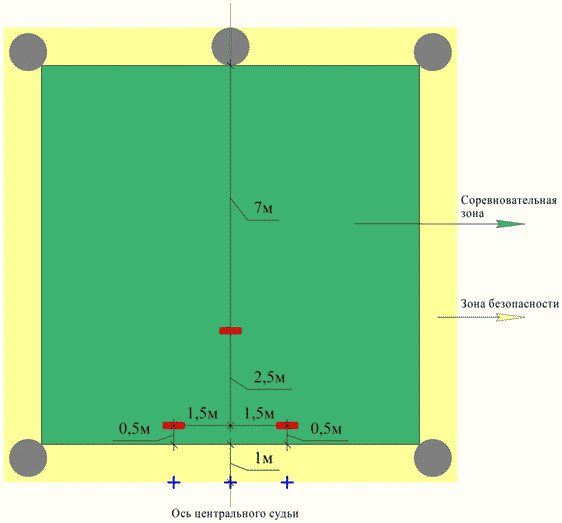 7м
Соревновательная
зона
Зона безопасности
2,5м
1,5м 1,5м
0,5м 0,5м
1м
Ось центрального судьи